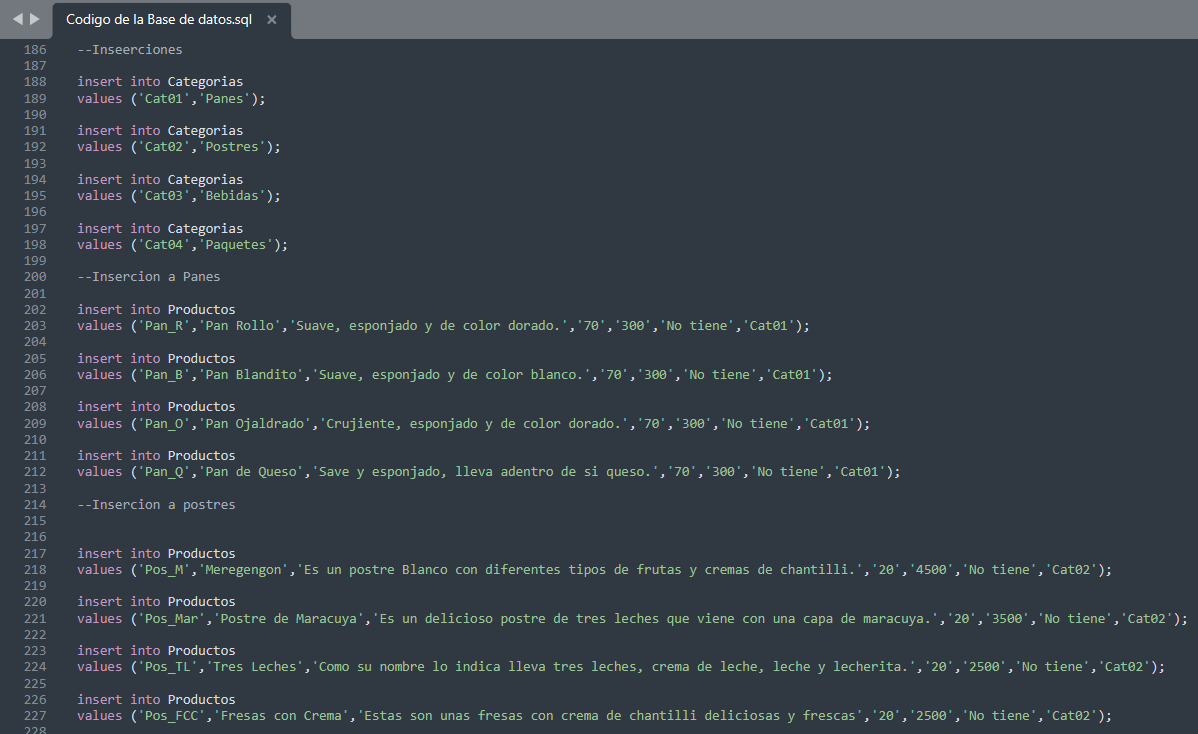 Codigo de la Base de datos.sql ×
186 --Inseerciones
187
188 insert into Categorias
189 values ('Cat01','Panes');
190
191 insert into Categorias
192 values ('Cat02','Postres');
193
194 insert into Categorias
195 values ('Cat03','Bebidas');
196
197 insert into Categorias
198 values ('Cat04','Paquetes');
199
200 --Insercion a Panes
201
202 insert into Productos
203 values ('Pan_R','Pan Rollo','Suave, esponjado y de color dorado.','70','300','No tiene','Cat01');
204
205 insert into Productos
206 values ('Pan_B','Pan Blandito','Suave, esponjado y de color blanco.','70','300','No tiene','Cat01');
207
208 insert into Productos
209 values ('Pan_O','Pan Ojaldrado','Crujiente, esponjado y de color dorado.','70','300','No tiene','Cat01');
210
211 insert into Productos
212 values ('Pan_Q','Pan de Queso','Save y esponjado, lleva adentro de si queso.','70','300','No tiene','Cat01');
213
214 --Insercion a postres
215
216
217 insert into Productos
218 values ('Pos_M','Meregengon','Es un postre Blanco con diferentes tipos de frutas y cremas de chantilli.','20','4500','No tiene','Cat02');
219
220 insert into Productos
221 values ('Pos_Mar','Postre de Maracuya','Es un delicioso postre de tres leches que viene con una capa de maracuya.','20','3500','No tiene','Cat02');
222
223 insert into Productos
224 values ('Pos_TL','Tres Leches','Como su nombre lo indica lleva tres leches, crema de leche, leche y lecherita.','20','2500','No tiene','Cat02');
225
226 insert into Productos
227 values ('Pos_FCC','Fresas con Crema','Estas son unas fresas con crema de chantilli deliciosas y frescas','20','2500','No tiene','Cat02');
228